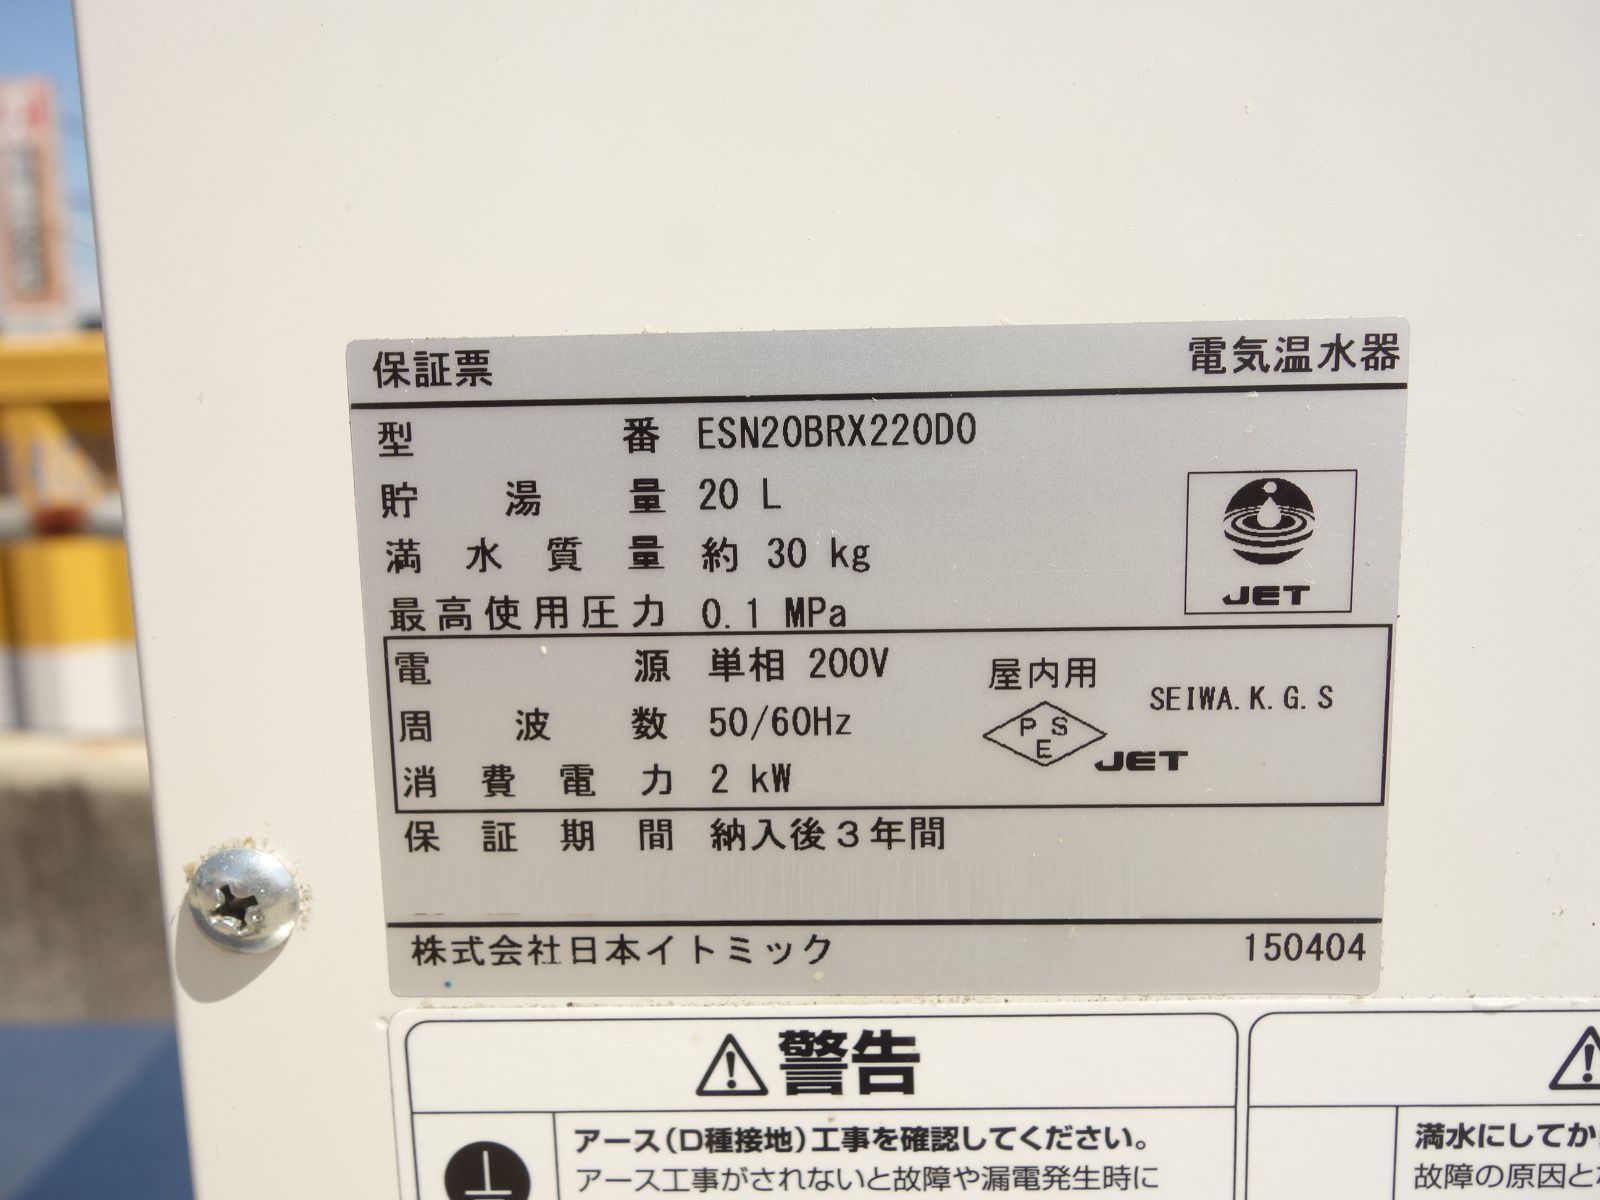 保証票 電気温水器
型番 ESN20BRX220D0
貯湯量 20 L
満水質量 約 30 kg
最高使用圧力 0.1 MPa
JET
電源 単相 200V
周波数 50/60Hz
消費電力 2 kW
屋内用
PSE JET
SEIWA.K.G.S
保証期間 納入後3年間
株式会社日本イトミック 150404
警告
アース(D種接地)工事を確認してください。
アース工事がされないと故障や漏電発生時に
満水にしてか
故障の原因と